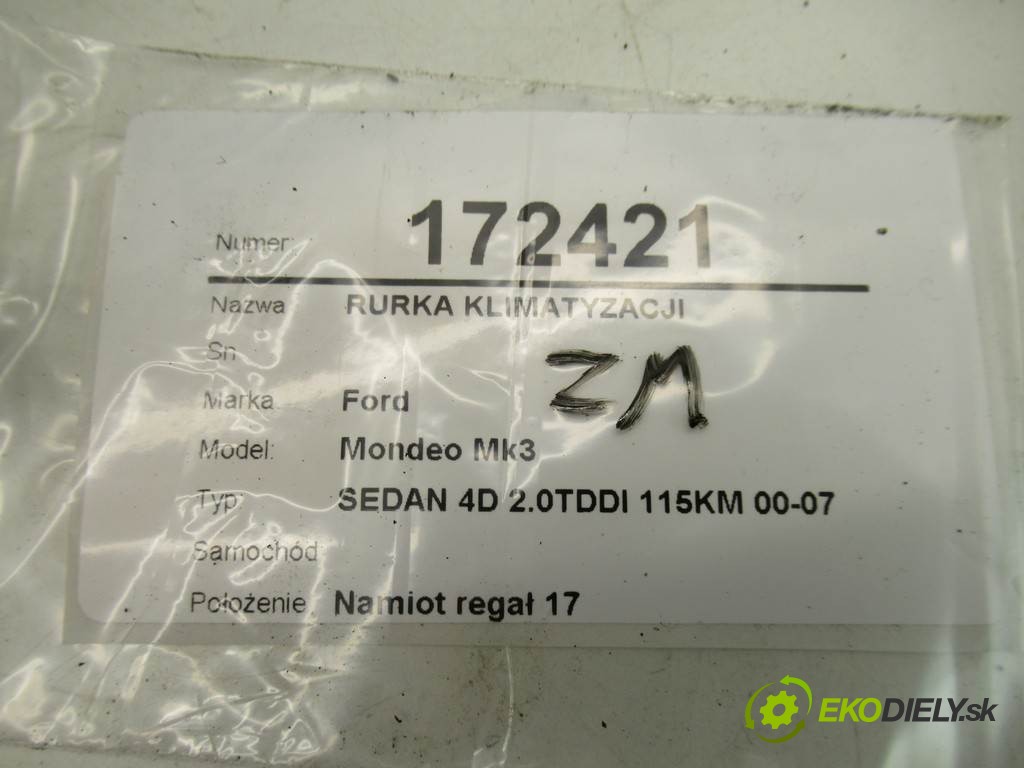 Numer: 172421
Nazwa RURKA KLIMATYZACJI
Sn
ZM
Marka Ford
Model: Mondeo Mk3
Typ: SEDAN 4D 2.0TDDI 115KM 00-07
Samochód
Położenie Namiot regał 17
EKODIELY.sk